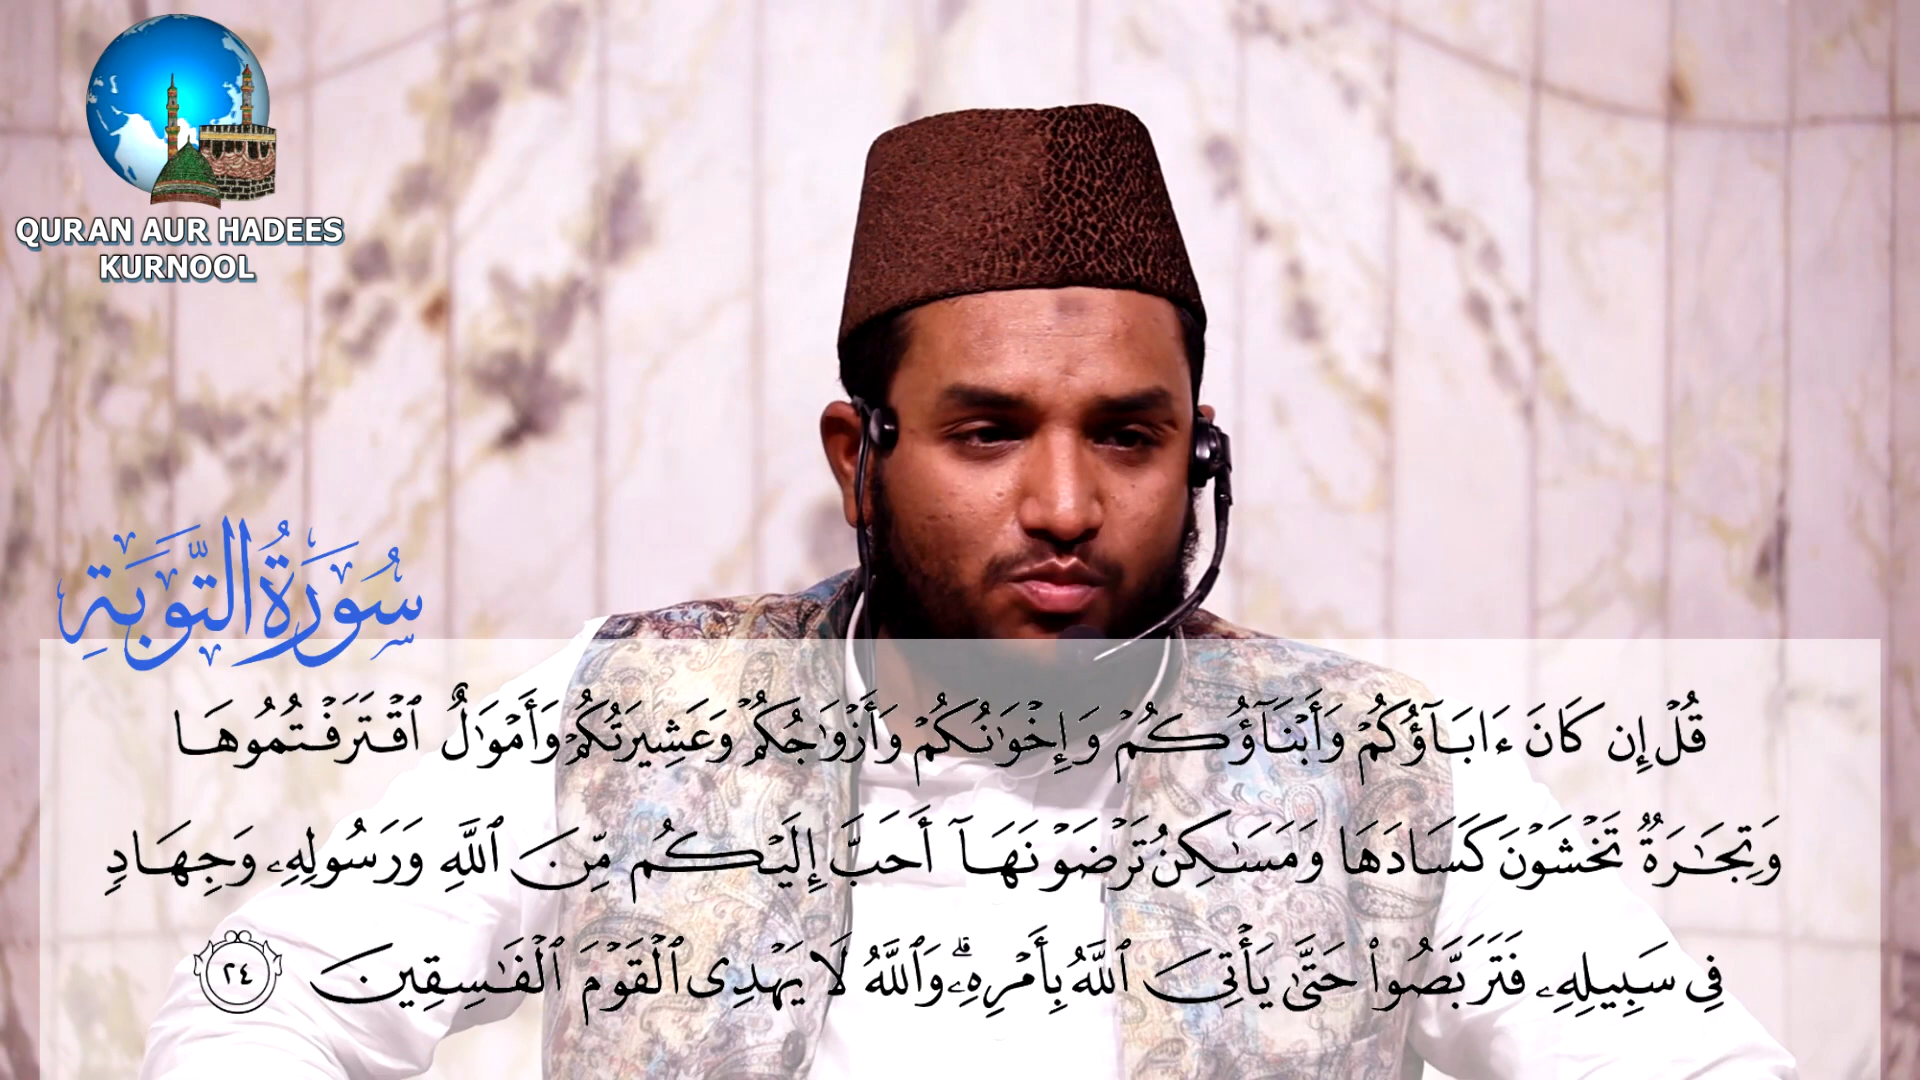 QURAN AUR HADEES
KURNOOL
سُورَةُ التَّوۡبَةِ
قُلۡ إِن كَانَ ءَابَآؤُكُمۡ وَأَبۡنَآؤُكُمۡ وَإِخۡوَٰنُكُمۡ وَأَزۡوَٰجُكُمۡ وَعَشِيرَتُكُمۡ وَأَمۡوَٰلٌ ٱقۡتَرَفۡتُمُوهَا
وَتِجَٰرَةٌ تَخۡشَوۡنَ كَسَادَهَا وَمَسَٰكِنُ تَرۡضَوۡنَهَآ أَحَبَّ إِلَيۡكُم مِّنَ ٱللَّهِ وَرَسُولِهِۦ وَجِهَادٖ
فِي سَبِيلِهِۦ فَتَرَبَّصُواْ حَتَّىٰ يَأۡتِيَ ٱللَّهُ بِأَمۡرِهِۦۗ وَٱللَّهُ لَا يَهۡدِي ٱلۡقَوۡمَ ٱلۡفَٰسِقِينَ ٢٤